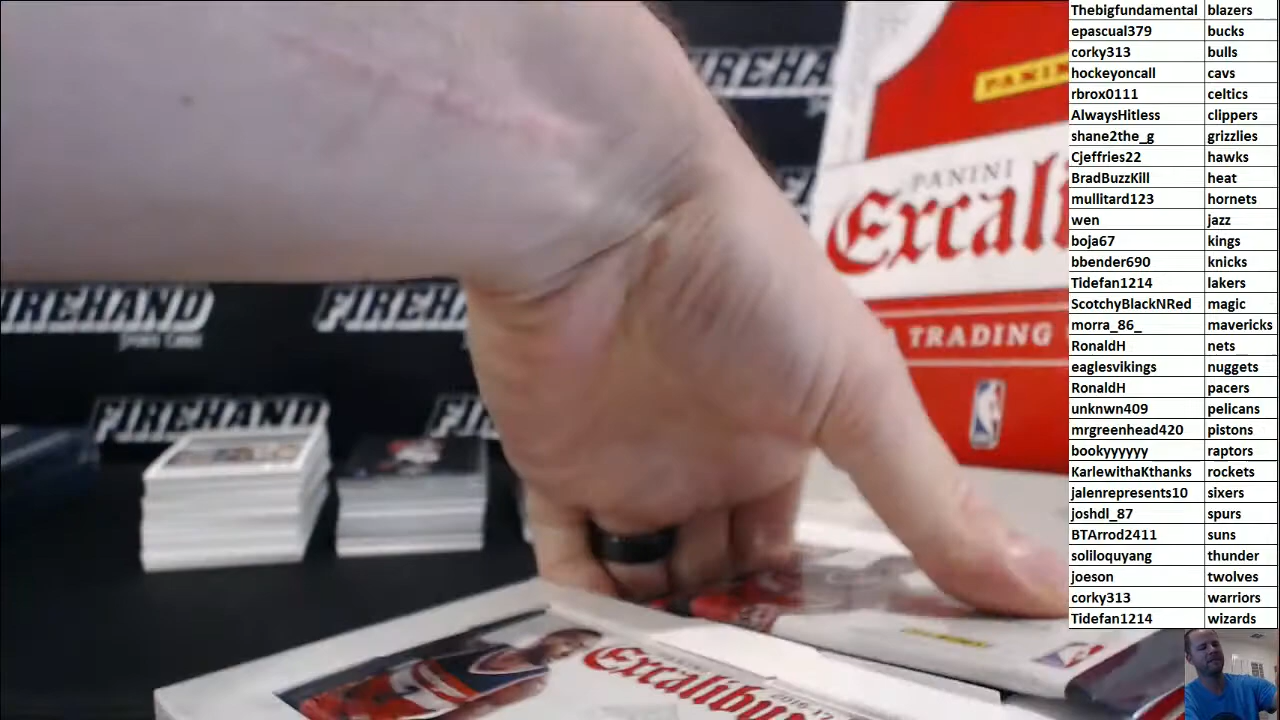 Thebigfundamental blazers
epascual379 bucks
corky313 bulls
hockeyoncall cavs
rbrox0111 celtics
AlwaysHitless clippers
shane2the_g grizzlies
Cjeffries22 hawks
BradBuzzKill heat
mullitard123 hornets
wen jazz
boja67 kings
bbender690 knicks
Tidefan1214 lakers
ScotchyBlackNRed magic
morra_86_ mavericks
RonaldH nets
eaglesvikings nuggets
RonaldH pacers
unknwn409 pelicans
mrgreenhead420 pistons
bookyyyyyy raptors
KarlewithaKthanks rockets
jalenrepresents10 sixers
joshdl_87 spurs
BTArrod2411 suns
soliloquyang thunder
joeson twolves
corky313 warriors
Tidefan1214 wizards
PANINI
PANINI
Excali
TRADING
FIREHAND
FIREHAND
FIREHAND
2016-17
Excalibu